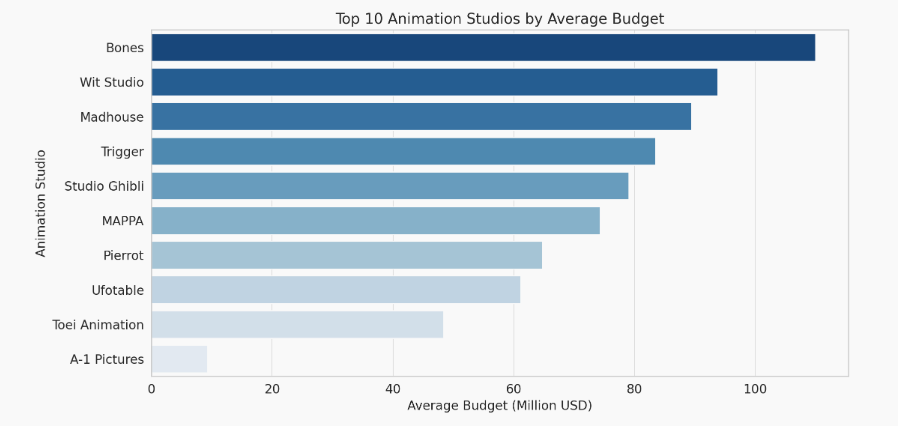 Top 10 Animation Studios by Average Budget
Animation Studio
Bones
Wit Studio
Madhouse
Trigger
Studio Ghibli
MAPPA
Pierrot
Ufotable
Toei Animation
A-1 Pictures
0 20 40 60 80 100
Average Budget (Million USD)